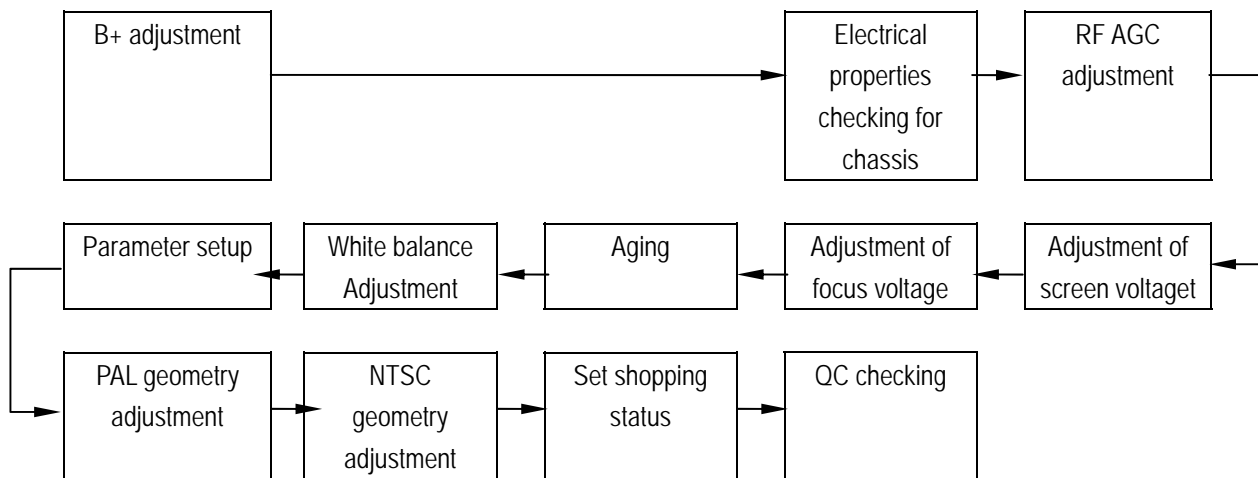 B+ adjustment
Electrical
properties
checking for
chassis
RF AGC
adjustment
Parameter setup
White balance
Adjustment
Aging
Adjustment of
focus voltage
Adjustment of
screen voltaget
PAL geometry
adjustment
NTSC
geometry
adjustment
Set shopping
status
QC checking